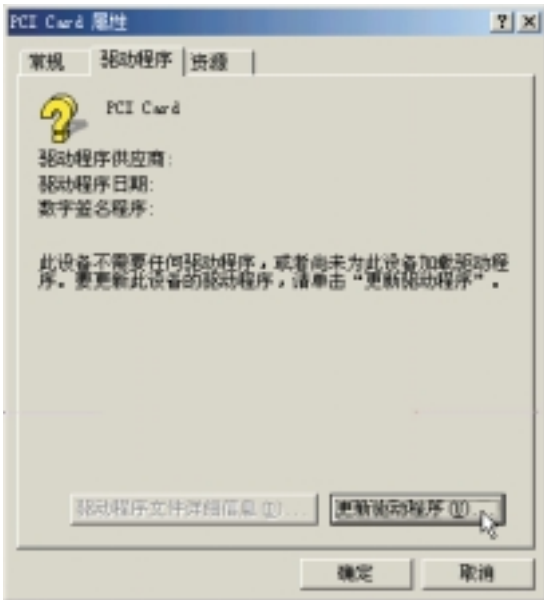 PCI Card 属性
常规 驱动程序 资源
PCI Card
驱动程序供应商:
驱动程序日期:
数字签名程序:
此设备不需要任何驱动程序，或者尚未为此设备加载驱动程
序。要更新此设备的驱动程序，请单击“更新驱动程序”。
驱动程序文件详细信息(D)... 更新驱动程序(U)...
确定 取消